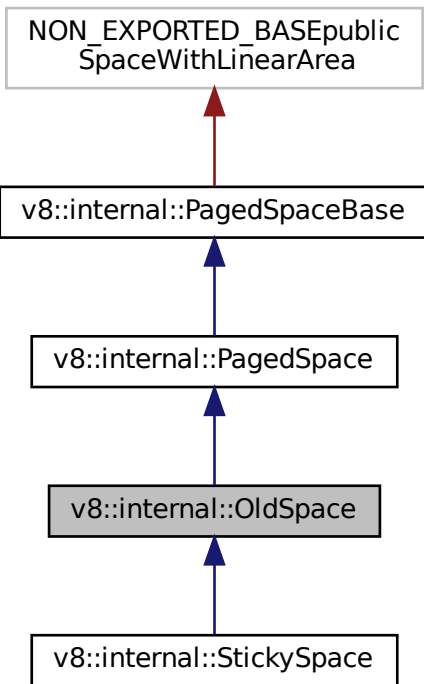 NON_EXPORTED_BASEpublic
SpaceWithLinearArea
v8::internal::PagedSpaceBase
v8::internal::PagedSpace
v8::internal::OldSpace
v8::internal::StickySpace